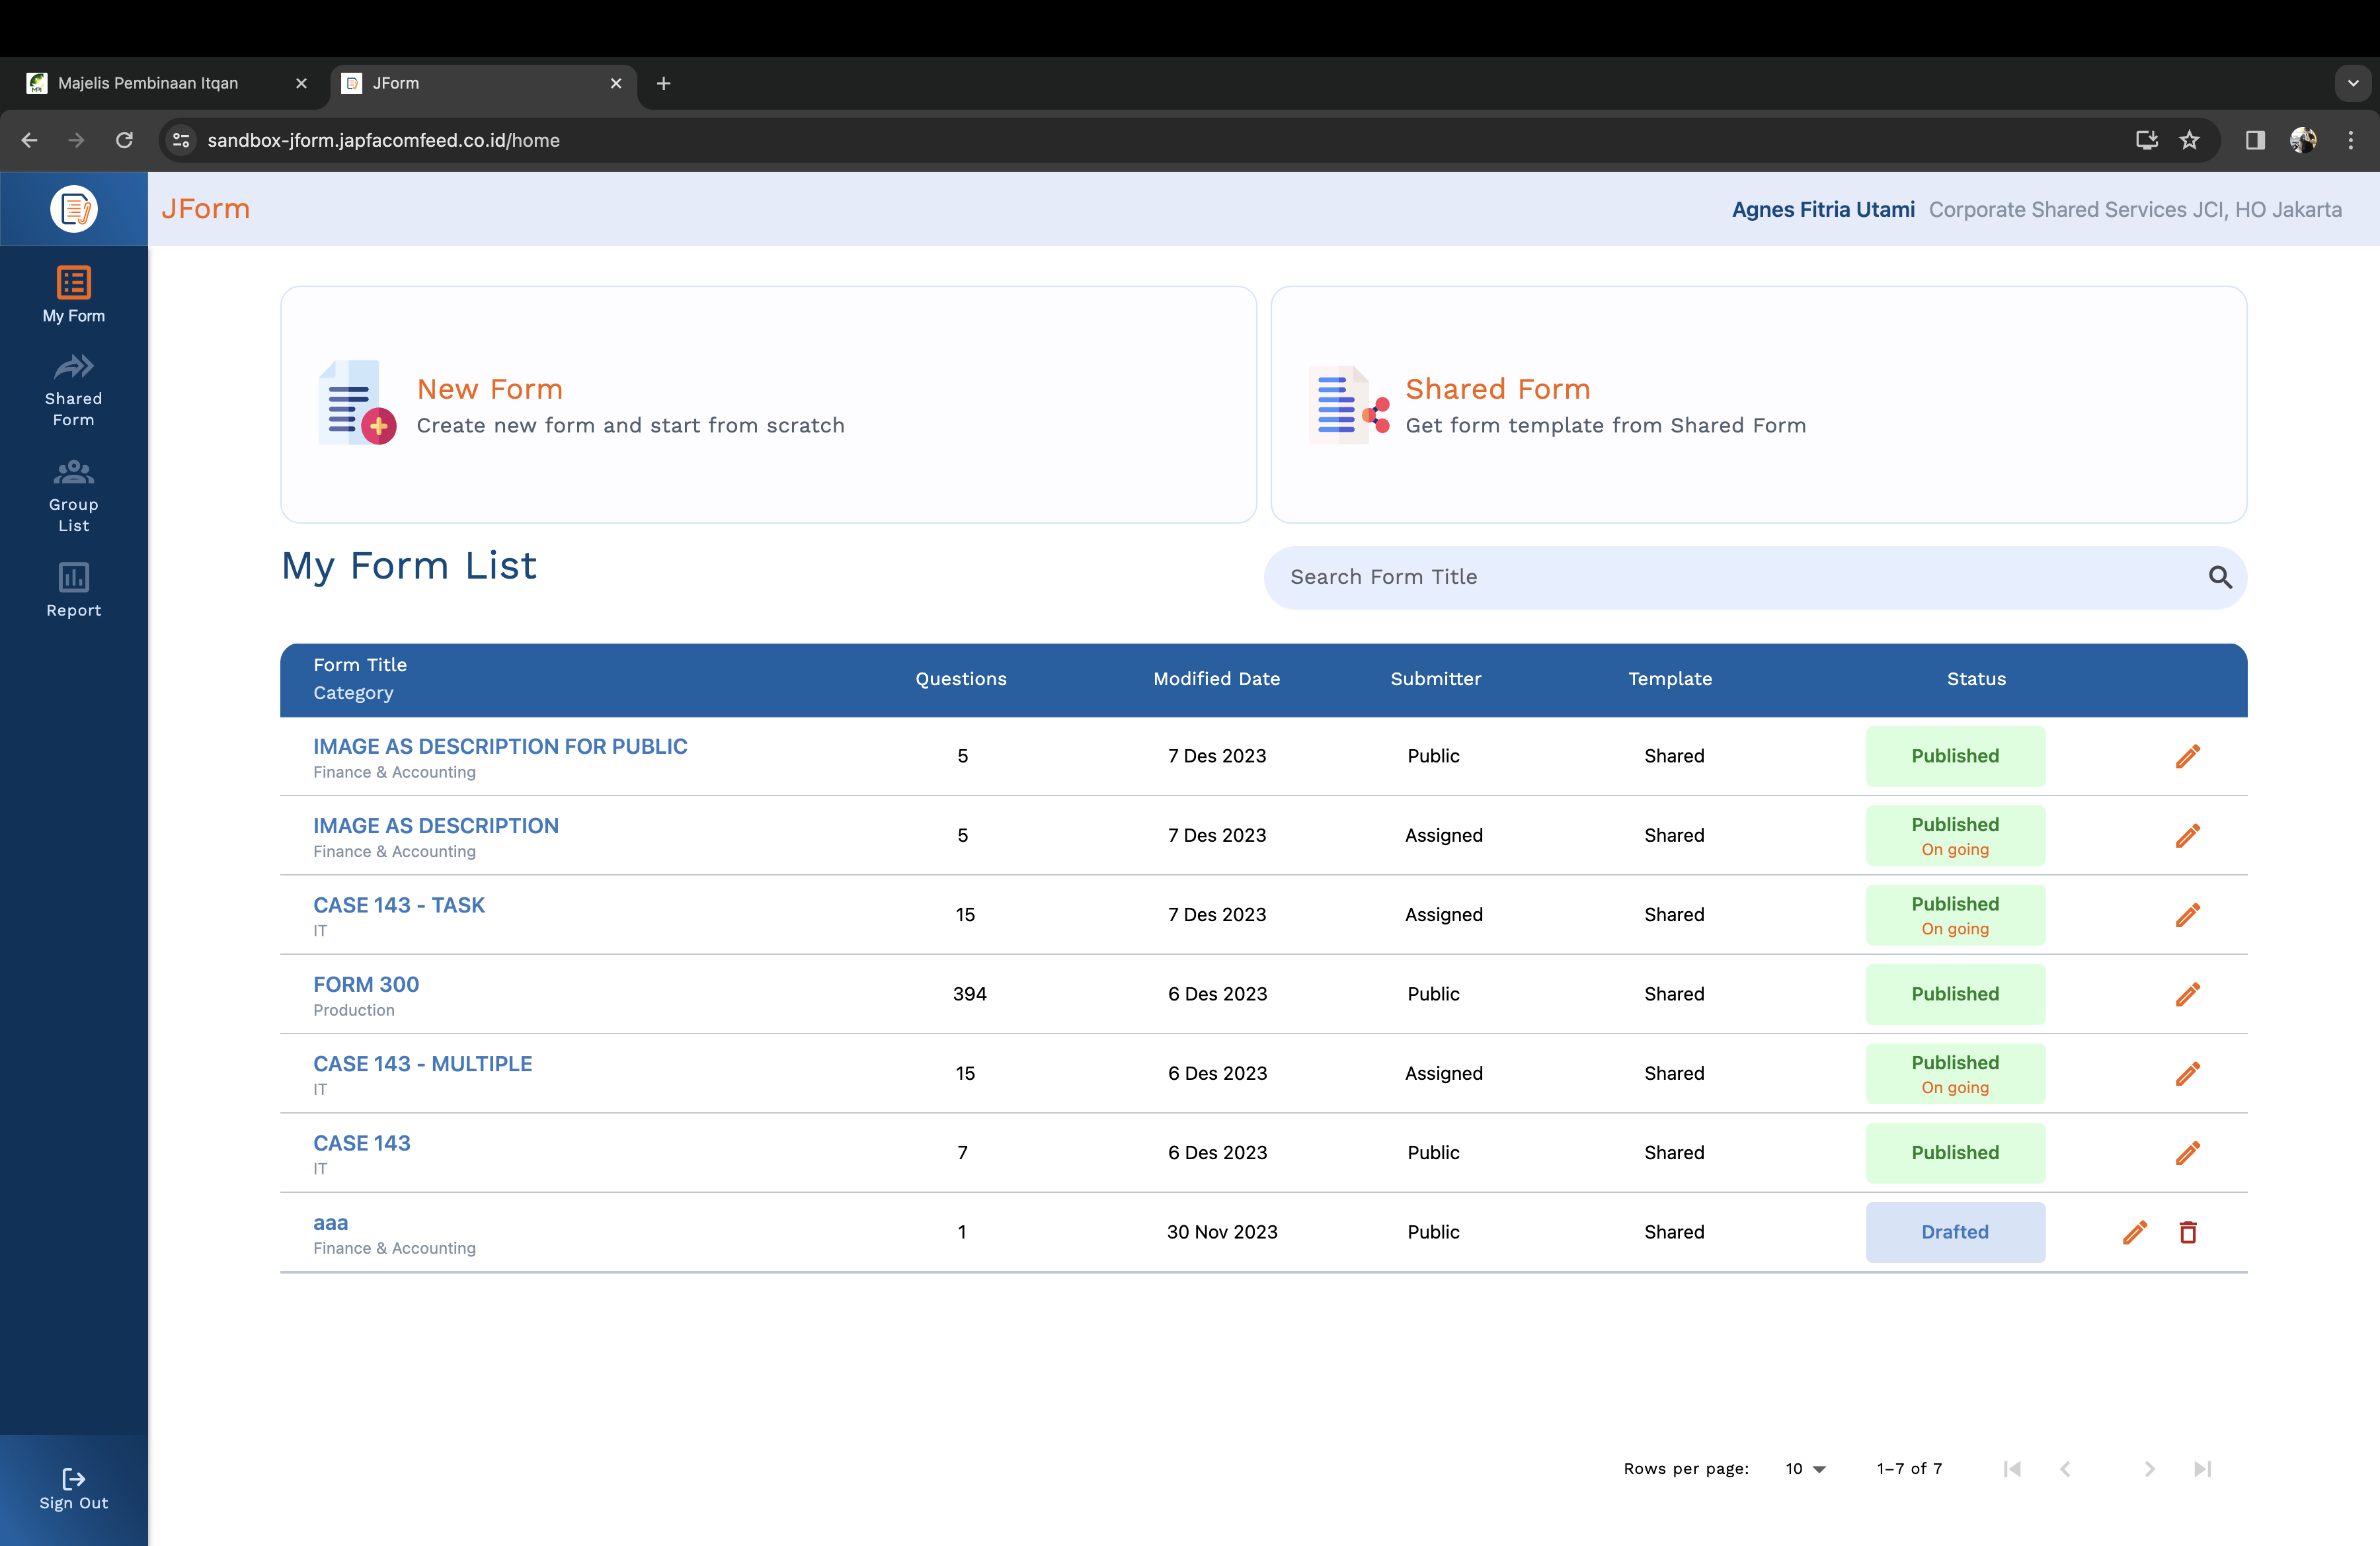 Majelis Pembinaan Itqan
JForm
sandbox-jform.japfacomfeed.co.id/home
JForm
Agnes Fitria Utami Corporate Shared Services JCI, HO Jakarta
My Form
Shared
Form
Group
List
Report
Sign Out
New Form
Create new form and start from scratch
Shared Form
Get form template from Shared Form
My Form List
Search Form Title
Form Title
Category
Questions Modified Date Submitter Template Status
IMAGE AS DESCRIPTION FOR PUBLIC
Finance & Accounting
5 7 Des 2023 Public Shared Published
IMAGE AS DESCRIPTION
Finance & Accounting
5 7 Des 2023 Assigned Shared Published
On going
CASE 143 - TASK
IT
15 7 Des 2023 Assigned Shared Published
On going
FORM 300
Production
394 6 Des 2023 Public Shared Published
CASE 143 - MULTIPLE
IT
15 6 Des 2023 Assigned Shared Published
On going
CASE 143
IT
7 6 Des 2023 Public Shared Published
aaa
Finance & Accounting
1 30 Nov 2023 Public Shared Drafted
Rows per page: 10 1–7 of 7